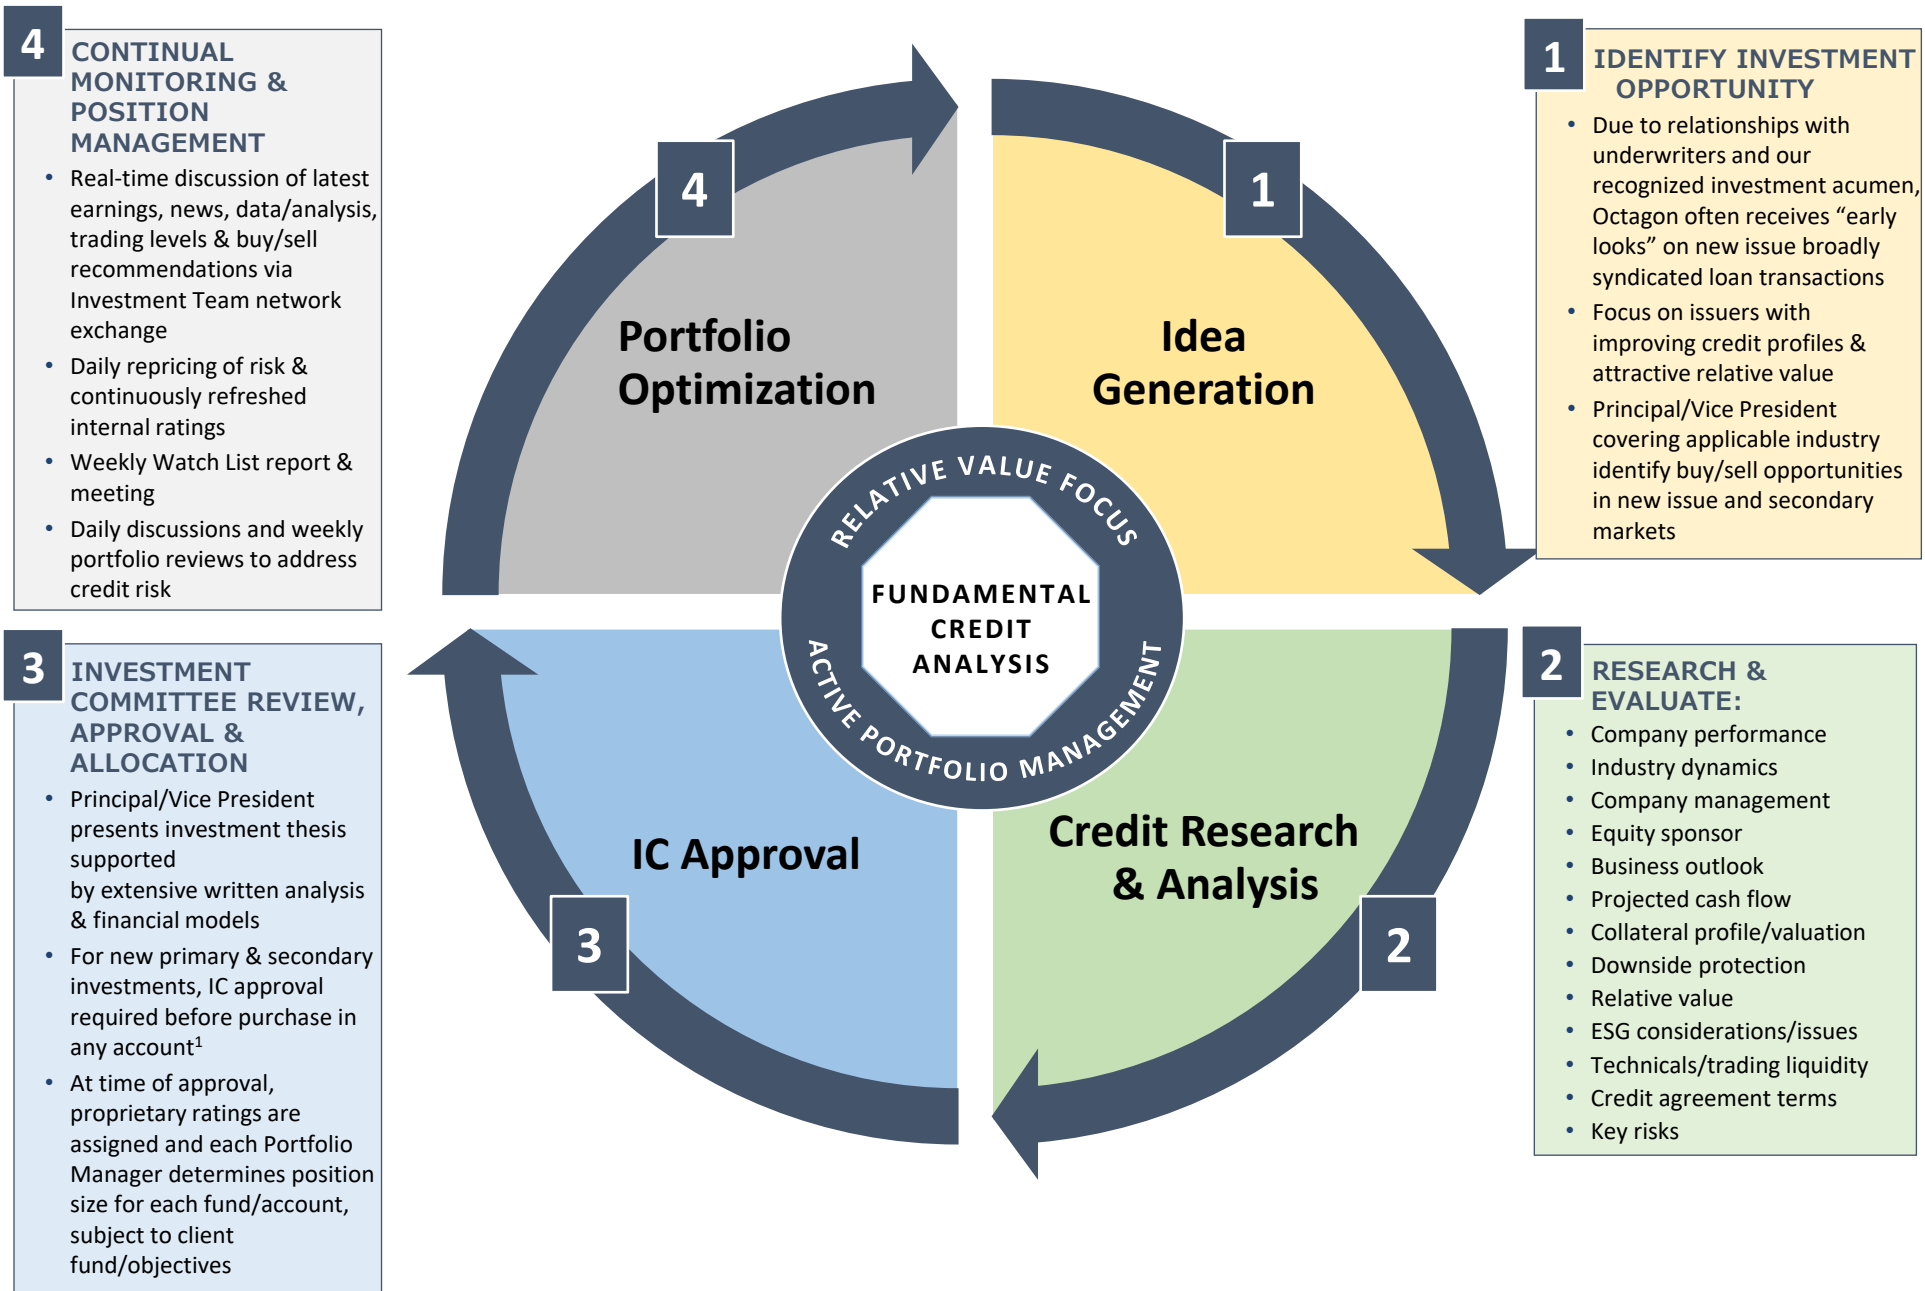 4
CONTINUAL
MONITORING &
POSITION
MANAGEMENT
• Real-time discussion of latest
earnings, news, data/analysis,
trading levels & buy/sell
recommendations via
Investment Team network
exchange
• Daily repricing of risk &
continuously refreshed
internal ratings
• Weekly Watch List report &
meeting
• Daily discussions and weekly
portfolio reviews to address
credit risk
3
INVESTMENT
COMMITTEE REVIEW,
APPROVAL &
ALLOCATION
• Principal/Vice President
presents investment thesis
supported
by extensive written analysis
& financial models
• For new primary & secondary
investments, IC approval
required before purchase in
any account¹
• At time of approval,
proprietary ratings are
assigned and each Portfolio
Manager determines position
size for each fund/account,
subject to client
fund/objectives
4
Portfolio
Optimization
1
Idea
Generation
RELATIVE VALUE FOCUS
FUNDAMENTAL
CREDIT
ANALYSIS
ACTIVE PORTFOLIO MANAGEMENT
IC Approval
3
Credit Research
& Analysis
2
1
IDENTIFY INVESTMENT
OPPORTUNITY
• Due to relationships with
underwriters and our
recognized investment acumen,
Octagon often receives “early
looks” on new issue broadly
syndicated loan transactions
• Focus on issuers with
improving credit profiles &
attractive relative value
• Principal/Vice President
covering applicable industry
identify buy/sell opportunities
in new issue and secondary
markets
2
RESEARCH &
EVALUATE:
• Company performance
• Industry dynamics
• Company management
• Equity sponsor
• Business outlook
• Projected cash flow
• Collateral profile/valuation
• Downside protection
• Relative value
• ESG considerations/issues
• Technicals/trading liquidity
• Credit agreement terms
• Key risks